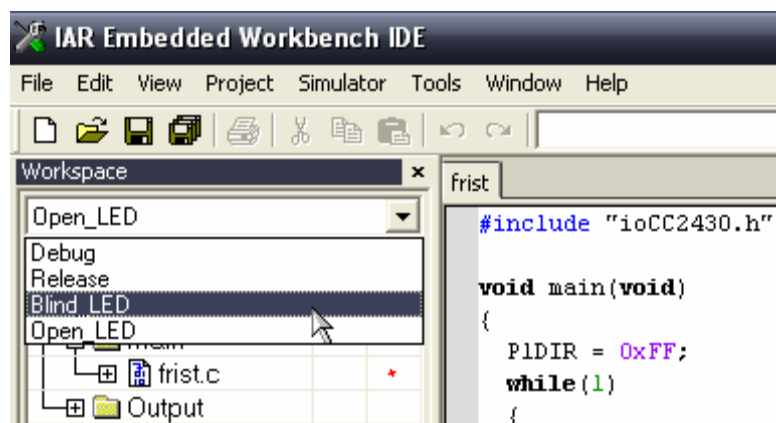 IAR Embedded Workbench IDE
File Edit View Project Simulator Tools Window Help
Workspace
Open_LED
Debug
Release
Blind_LED
Open_LED
main
frist.c
Output
frist
#include "ioCC2430.h"
void main(void)
{
P1DIR = 0xFF;
while(1)
{